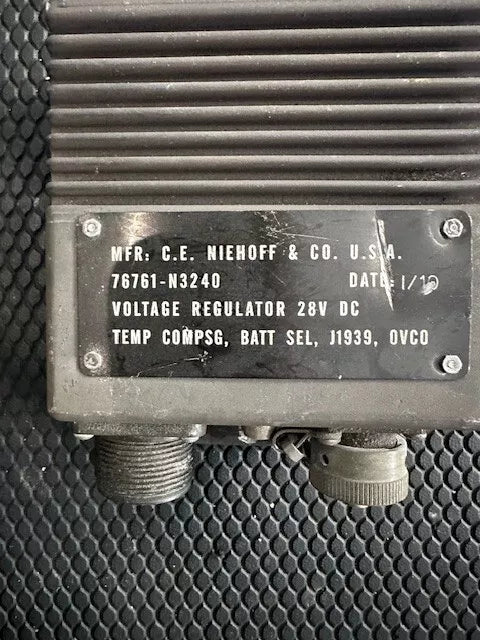 MFR: C.E. NIEHOFF & CO. U.S.A.
76761-N3240 DATE: 1/10
VOLTAGE REGULATOR 28V DC
TEMP COMPSG, BATT SEL, J1939, OVCO